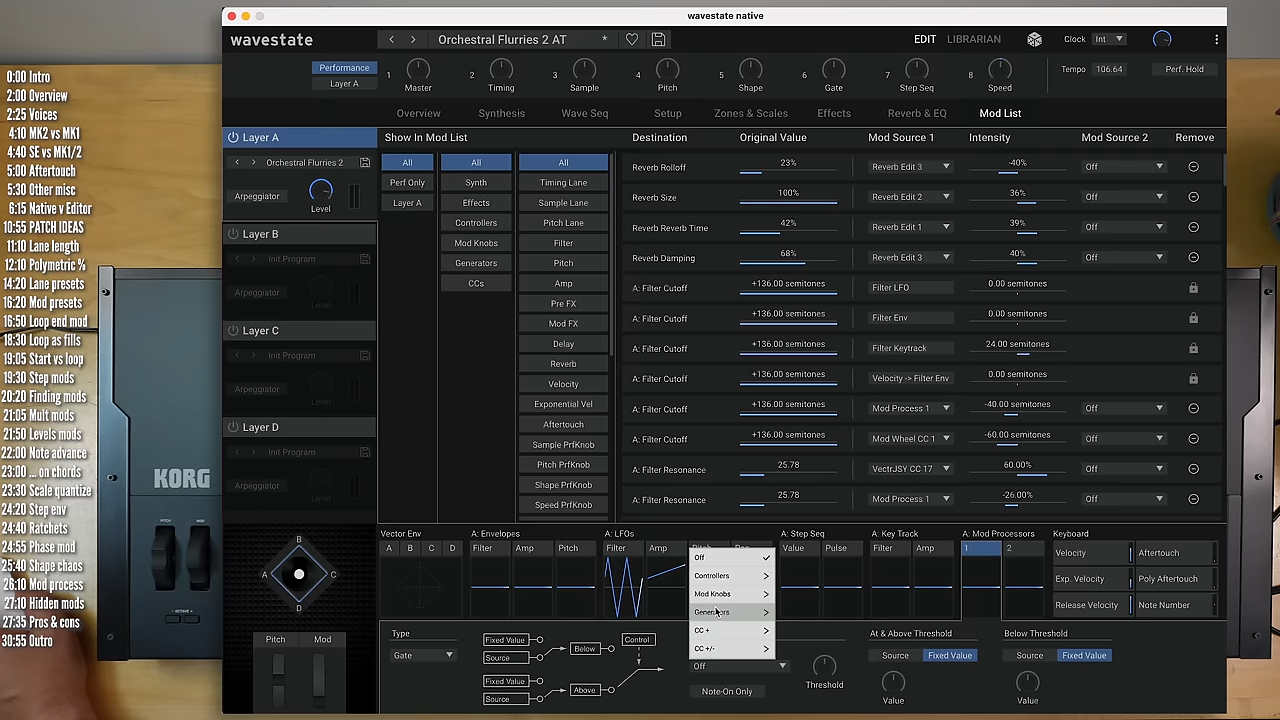 wavestate native
wavestate
Orchestral Flurries 2 AT *
EDIT
LIBRARIAN
Clock
Int
Performance
Layer A
1 Master
2 Timing
3 Sample
4 Pitch
5 Shape
6 Gate
7 Step Seq
8 Speed
Tempo
106.64
Perf. Hold
Overview
Synthesis
Wave Seq
Setup
Zones & Scales
Effects
Reverb & EQ
Mod List
0:00 Intro
2:00 Overview
2:25 Voices
4:10 MK2 vs MK1
4:40 SE vs MK1/2
5:00 Aftertouch
5:30 Other misc
6:15 Native v Editor
10:55 PATCH IDEAS
11:10 Lane length
12:10 Polymetric %
14:20 Lane presets
16:20 Mod presets
16:50 Loop end mod
18:30 Loop as fills
19:05 Start vs loop
19:30 Step mods
20:20 Finding mods
21:05 Mult mods
21:50 Levels mods
22:00 Note advance
23:00 ... on chords
23:30 Scale quantize
24:20 Step env
24:40 Ratchets
24:55 Phase mod
25:40 Shape chaos
26:10 Mod process
27:10 Hidden mods
27:35 Pros & cons
30:55 Outro
KORG
PITCH
MOD
OCTAVE
Layer A
Orchestral Flurries 2
Arpeggiator
Level
Layer B
Init Program
Arpeggiator
Level
Layer C
Init Program
Arpeggiator
Level
Layer D
Init Program
Arpeggiator
Level
Show In Mod List
All
Perf Only
Layer A
All
Synth
Effects
Controllers
Mod Knobs
Generators
CCs
All
Timing Lane
Sample Lane
Pitch Lane
Filter
Pitch
Amp
Pre FX
Mod FX
Delay
Reverb
Velocity
Exponential Vel
Aftertouch
Sample PrfKnob
Pitch PrfKnob
Shape PrfKnob
Speed PrfKnob
Destination Original Value Mod Source 1 Intensity Mod Source 2 Remove
Reverb Rolloff 23% Reverb Edit 3 -40% Off
Reverb Size 100% Reverb Edit 2 36% Off
Reverb Reverb Time 42% Reverb Edit 1 39% Off
Reverb Damping 68% Reverb Edit 3 40% Off
A: Filter Cutoff +136.00 semitones Filter LFO 0.00 semitones
A: Filter Cutoff +136.00 semitones Filter Env 0.00 semitones
A: Filter Cutoff +136.00 semitones Filter Keytrack 24.00 semitones
A: Filter Cutoff +136.00 semitones Velocity -> Filter Env 0.00 semitones
A: Filter Cutoff +136.00 semitones Mod Process 1 -40.00 semitones Off
A: Filter Cutoff +136.00 semitones Mod Wheel CC 1 -60.00 semitones Off
A: Filter Resonance 25.78 VectrJSY CC 17 60.00% Off
A: Filter Resonance 25.78 Mod Process 1 -26.00% Off
B
A
C
D
Pitch
Mod
Vector Env
A B C D
A: Envelopes
Filter Amp Pitch
A: LFOs
Filter Amp
A: Step Seq
Value Pulse
A: Key Track
Filter Amp
A: Mod Processors
1 2
Keyboard
Velocity
Aftertouch
Exp. Velocity
Poly Aftertouch
Release Velocity
Note Number
Off
Controllers
Mod Knobs
Generators
CC +
CC +/-
Type
Gate
Fixed Value
Source
Below
Control
Fixed Value
Source
Above
Off
Note-On Only
Threshold
At & Above Threshold
Source
Fixed Value
Value
Below Threshold
Source
Fixed Value
Value